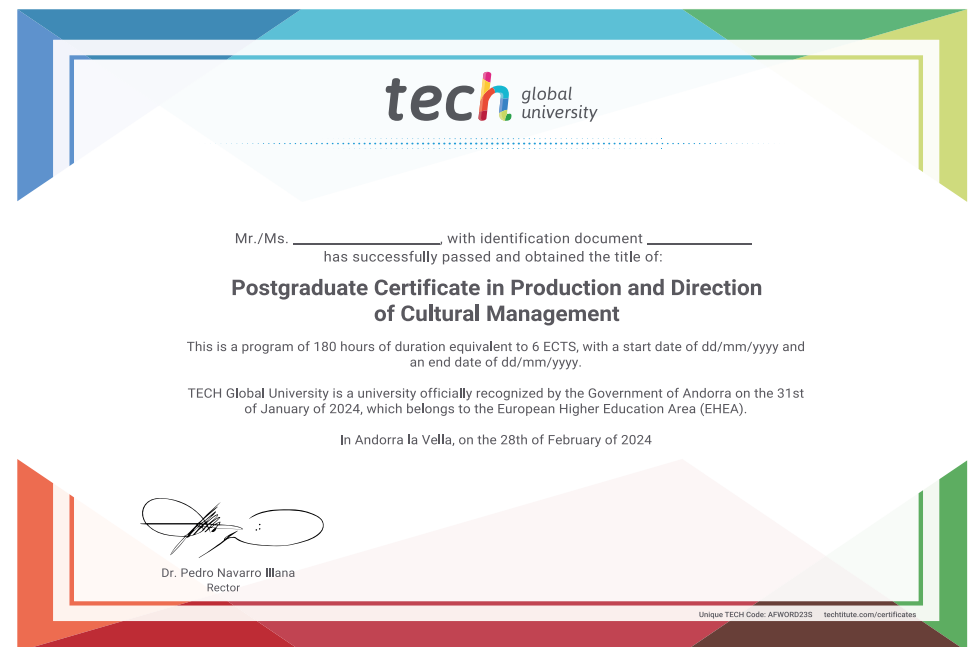 tech global university
Mr./Ms. ____________________, with identification document ______________
has successfully passed and obtained the title of:
Postgraduate Certificate in Production and Direction
of Cultural Management
This is a program of 180 hours of duration equivalent to 6 ECTS, with a start date of dd/mm/yyyy and
an end date of dd/mm/yyyy.
TECH Global University is a university officially recognized by the Government of Andorra on the 31st
of January of 2024, which belongs to the European Higher Education Area (EHEA).
In Andorra la Vella, on the 28th of February of 2024
Dr. Pedro Navarro Illana
Rector
Unique TECH Code: AFWORD23S techtitute.com/certificates